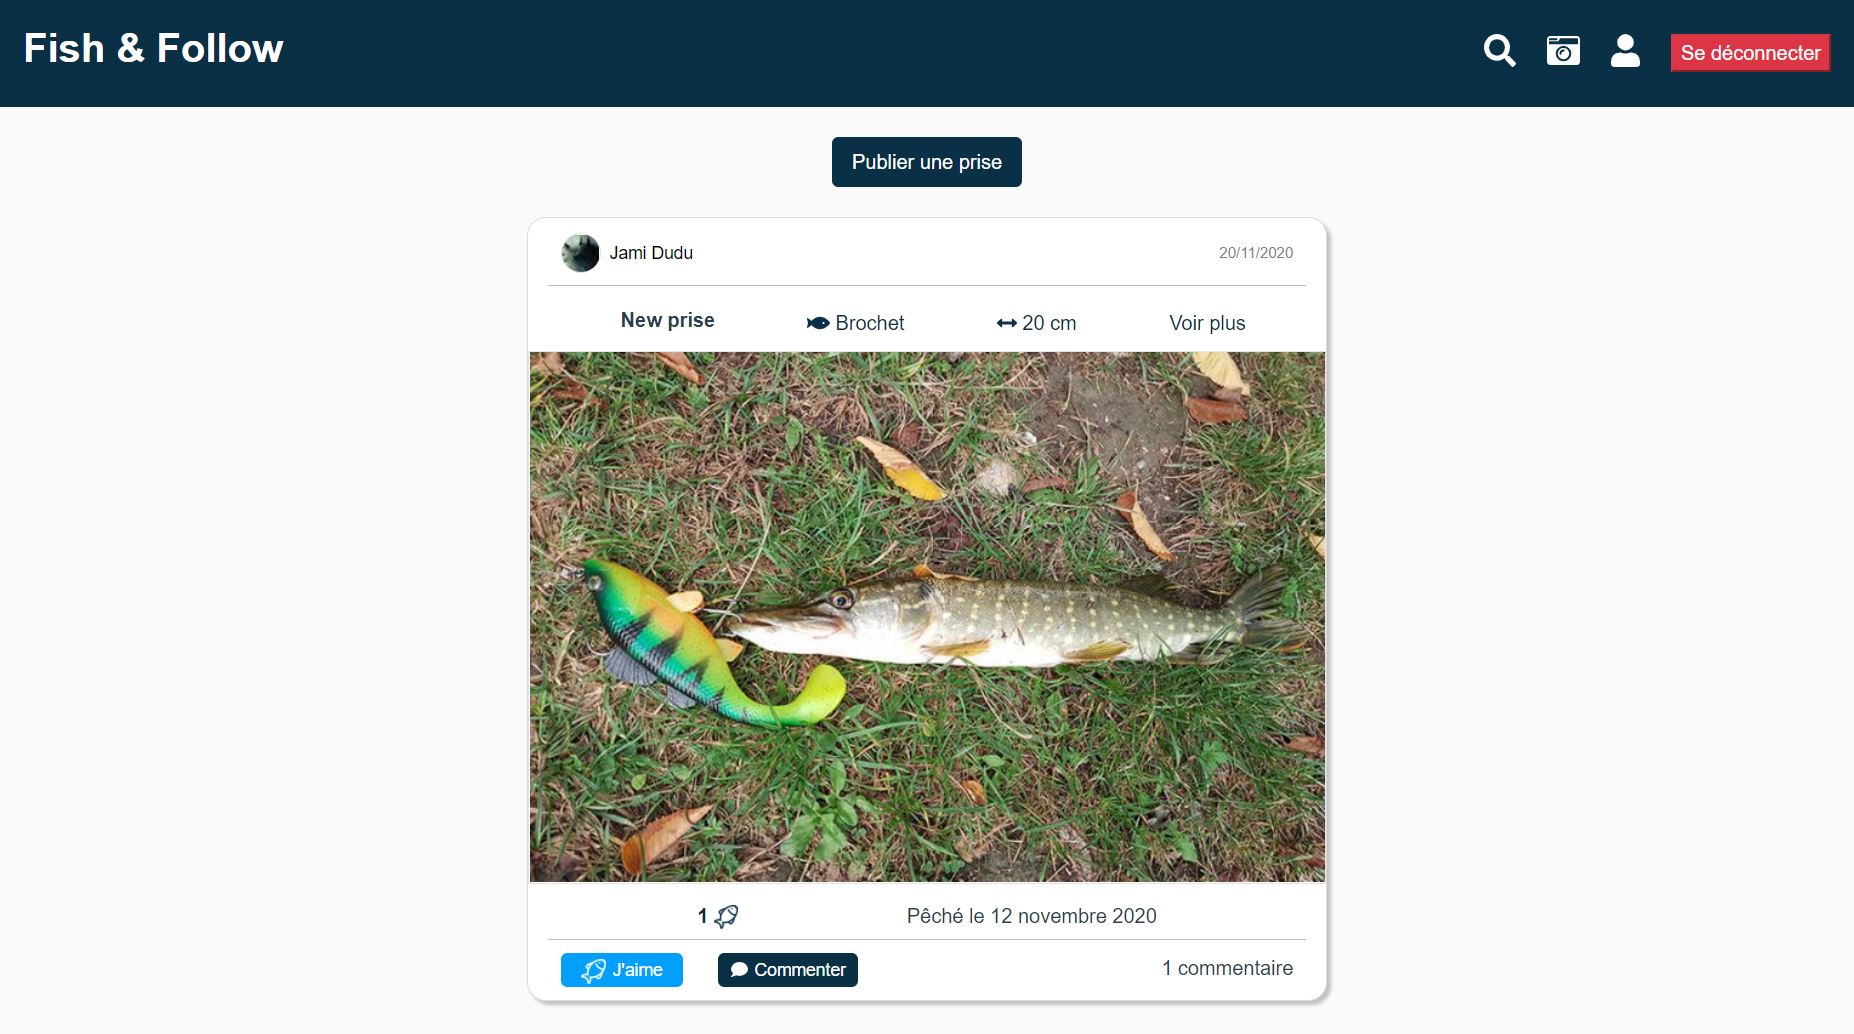 Fish & Follow
Se déconnecter
Publier une prise
Jami Dudu
20/11/2020
New prise
Brochet
20 cm
Voir plus
1
Pêché le 12 novembre 2020
J'aime
Commenter
1 commentaire